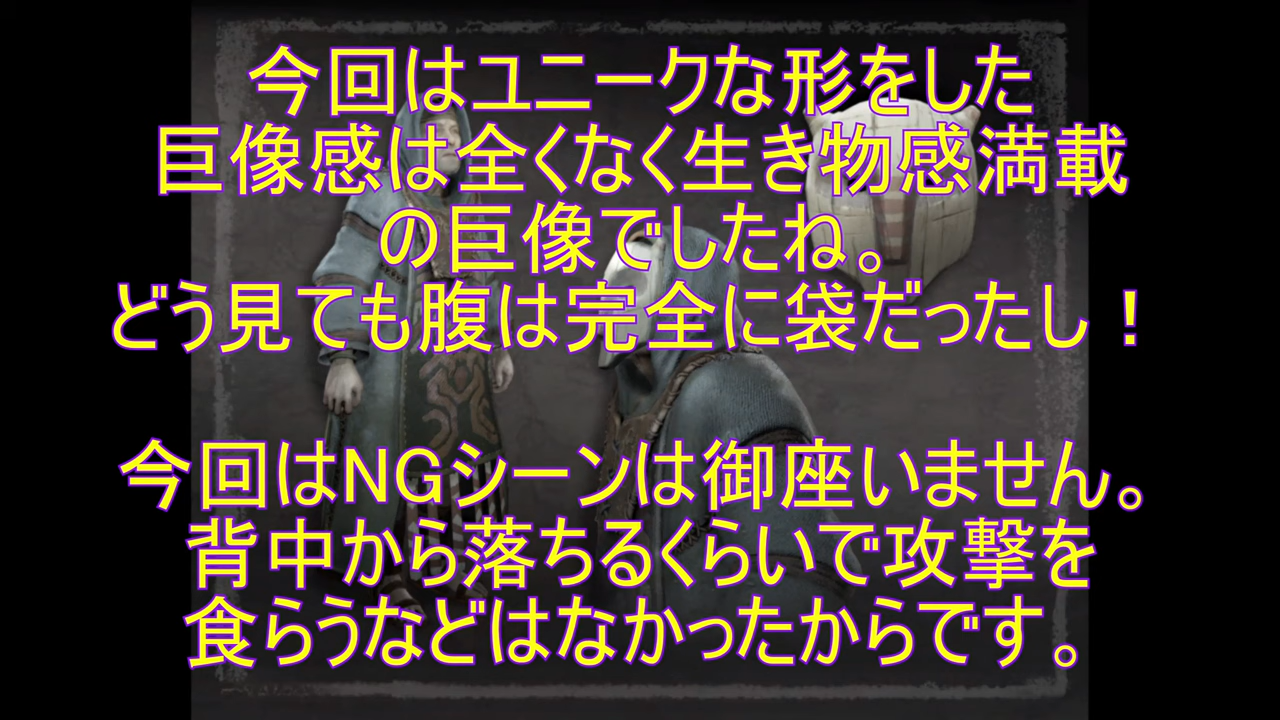 今回はユニークな形をした
巨像感は全くなく生き物感満載
の巨像でしたね。
どう見ても腹は完全に袋だったし！
今回はNGシーンは御座いません。
背中から落ちるくらいで攻撃を
食らうなどはなかったからです。